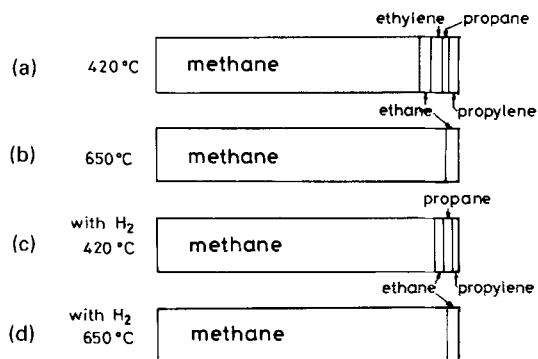 ethylene propane
(a) 420°C methane
ethane propylene
(b) 650°C methane
propane
with H₂
(c) 420°C methane
ethane propylene
with H₂
(d) 650°C methane